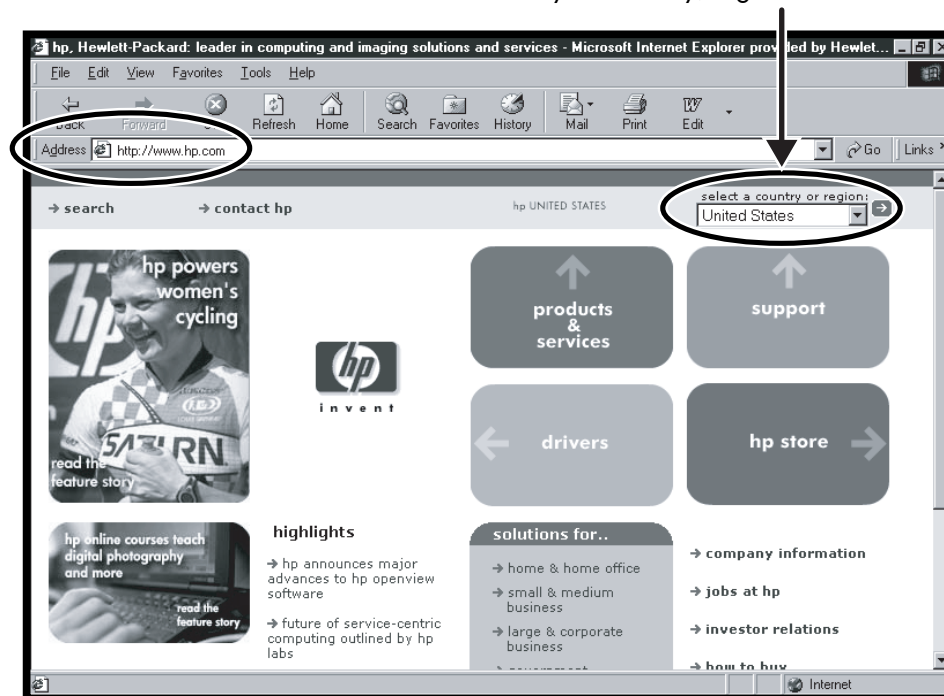 hp, Hewlett-Packard: leader in computing and imaging solutions and services - Microsoft Internet Explorer provided by Hewlet...
File Edit View Favorites Tools Help
Back Forward Refresh Home Search Favorites History Mail Print Edit
Address http://www.hp.com Go Links
select a country or region:
search contact hp hp UNITED STATES United States
hp powers
women's
cycling
hp
SATURN
read the
feature story
hp
invent
products
&
services
support
drivers
hp store
hp online courses teach
digital photography
and more
read the
feature story
highlights
hp announces major
advances to hp openview
software
future of service-centric
computing outlined by hp
labs
solutions for..
home & home office
small & medium
business
large & corporate
business
government
company information
jobs at hp
investor relations
how to buy
Internet